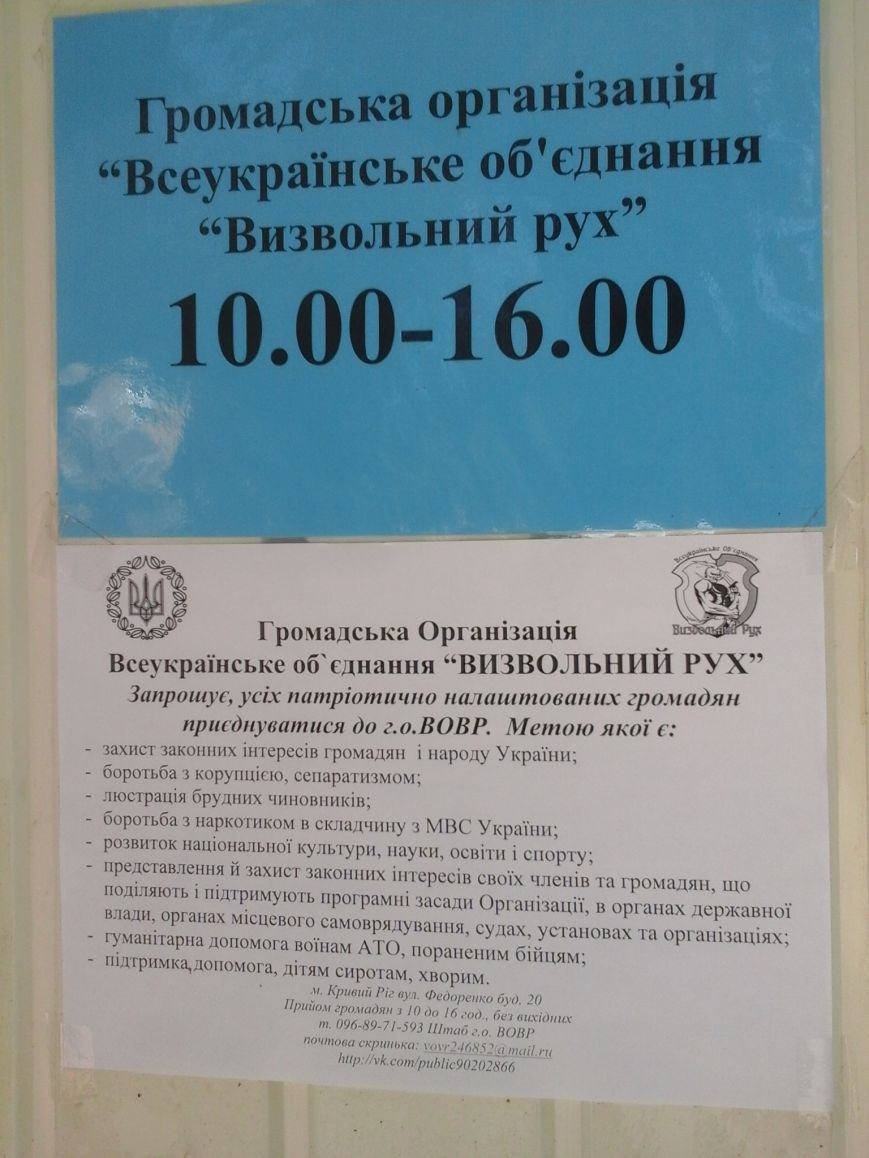 Громадська організація
“Всеукраїнське об'єднання
“Визвольний рух”
10.00-16.00
Всеукраїнське Об'єднання
Визвольний Рух
Громадська Організація
Всеукраїнське об`єднання “ВИЗВОЛЬНИЙ РУХ”
Запрошує, усіх патріотично налаштованих громадян
приєднуватися до г.о.ВОВР. Метою якої є:
- захист законних інтересів громадян і народу України;
- боротьба з корупцією, сепаратизмом;
- люстрація брудних чиновників;
- боротьба з наркотиком в складчину з МВС України;
- розвиток національної культури, науки, освіти і спорту;
- представлення й захист законних інтересів своїх членів та громадян, що
поділяють і підтримують програмні засади Організації, в органах державної
влади, органах місцевого самоврядування, судах, установах та організаціях;
- гуманітарна допомога воїнам АТО, пораненим бійцям;
- підтримка,допомога, дітям сиротам, хворим.
м. Кривий Ріг вул. Федоренко буд. 20
Прийом громадян з 10 до 16 год., без вихідних
т. 096-89-71-593 Штаб г.о. ВОВР
почтова скринька: vovr246852@mail.ru
http://vk.com/public90202866